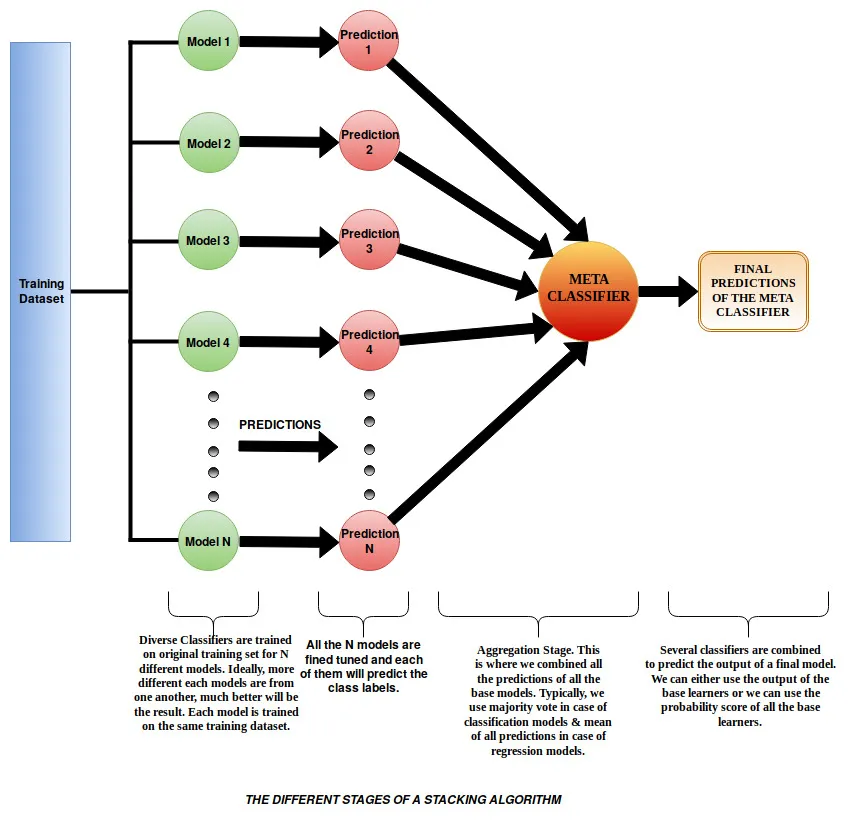 Training
Dataset
Model 1
Prediction
1
Model 2
Prediction
2
Model 3
Prediction
3
Model 4
Prediction
4
PREDICTIONS
Model N
Prediction
N
META
CLASSIFIER
FINAL
PREDICTIONS
OF THE META
CLASSIFIER
Diverse Classifiers are trained
on original training set for N
different models. Ideally, more
different each models are from
one another, much better will be
the result. Each model is trained
on the same training dataset.
All the N models are
fined tuned and each
of them will predict the
class labels.
Aggregation Stage. This
is where we combined all
the predictions of all the
base models. Typically, we
use majority vote in case of
classification models & mean
of all predictions in case of
regression models.
Several classifiers are combined
to predict the output of a final model.
We can either use the output of the
base learners or we can use the
probability score of all the base
learners.
THE DIFFERENT STAGES OF A STACKING ALGORITHM